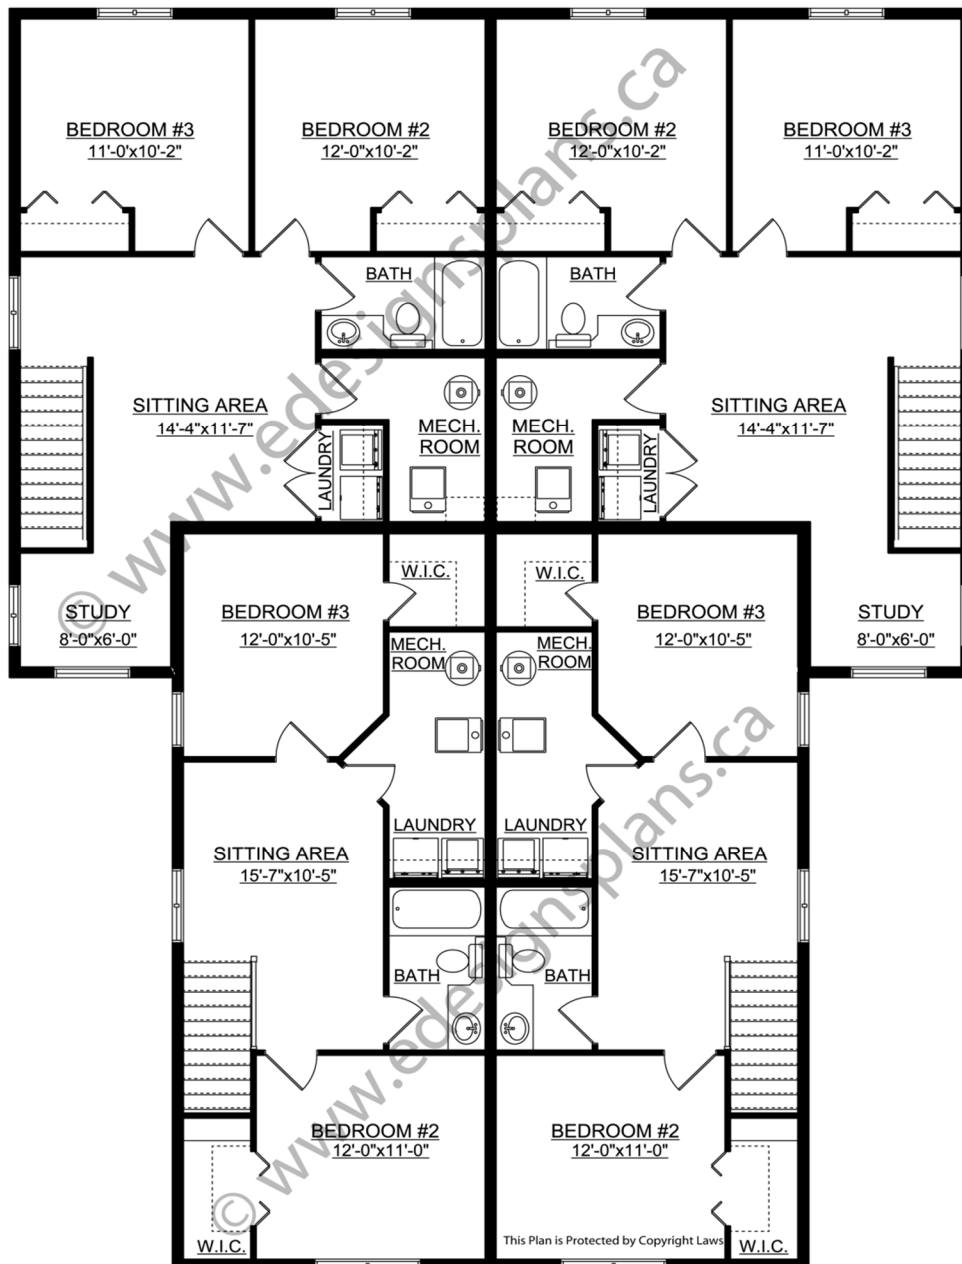 BEDROOM #3
11'-0"x10'-2"
BEDROOM #2
12'-0"x10'-2"
BEDROOM #2
12'-0"x10'-2"
BEDROOM #3
11'-0"x10'-2"
BATH
BATH
SITTING AREA
14'-4"x11'-7"
LAUNDRY
MECH.
ROOM
MECH.
ROOM
LAUNDRY
SITTING AREA
14'-4"x11'-7"
STUDY
8'-0"x6'-0"
BEDROOM #3
12'-0"x10'-5"
W.I.C.
W.I.C.
BEDROOM #3
12'-0"x10'-5"
STUDY
8'-0"x6'-0"
MECH.
ROOM
MECH.
ROOM
© www.edesignsplans.ca
LAUNDRY
LAUNDRY
SITTING AREA
15'-7"x10'-5"
SITTING AREA
15'-7"x10'-5"
BATH
BATH
BEDROOM #2
12'-0"x11'-0"
BEDROOM #2
12'-0"x11'-0"
© www.edesignsplans.ca
W.I.C.
This Plan is Protected by Copyright Laws
W.I.C.